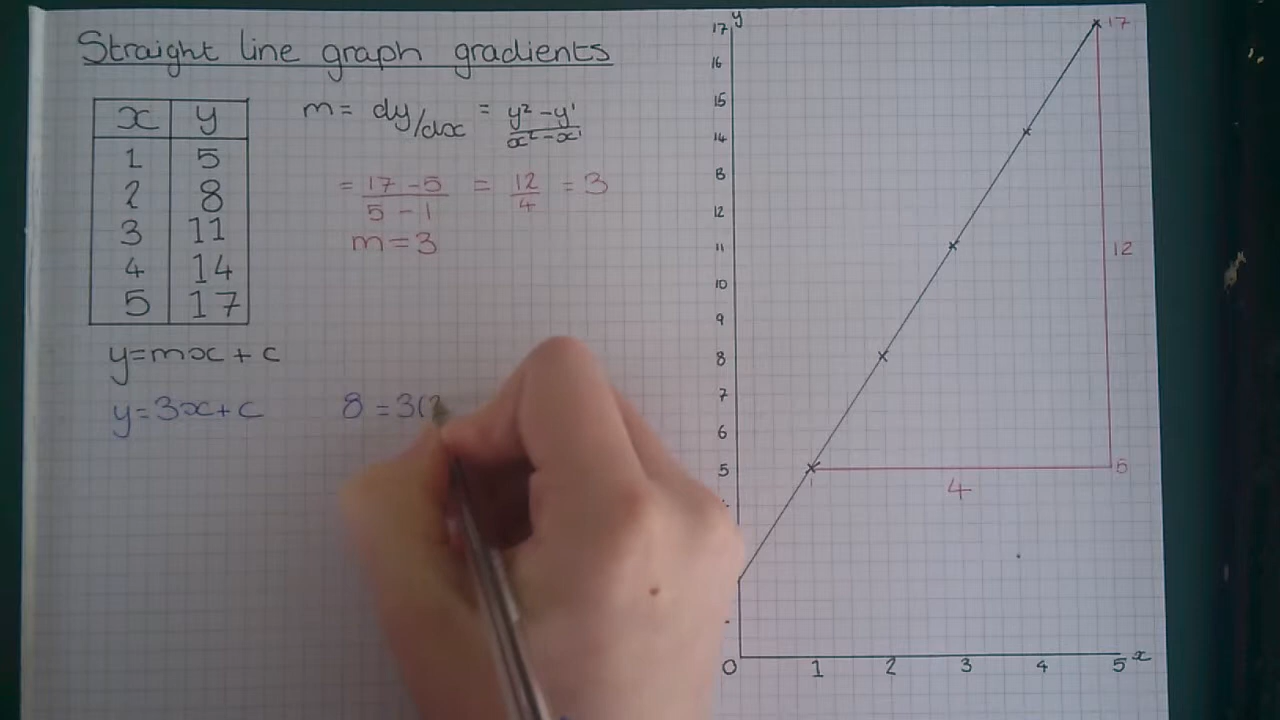 Straight line graph gradients
x y
1 5
2 8
3 11
4 14
5 17
m = dy/dx = y² - y¹ / x² - x¹
= 17 - 5 / 5 - 1 = 12/4 = 3
m = 3
y = mx + c
y = 3x + c
8 = 3(2
y
17
16
15
14
13
12
11
10
9
8
7
6
5
0 1 2 3 4 5 x
17
12
5
4